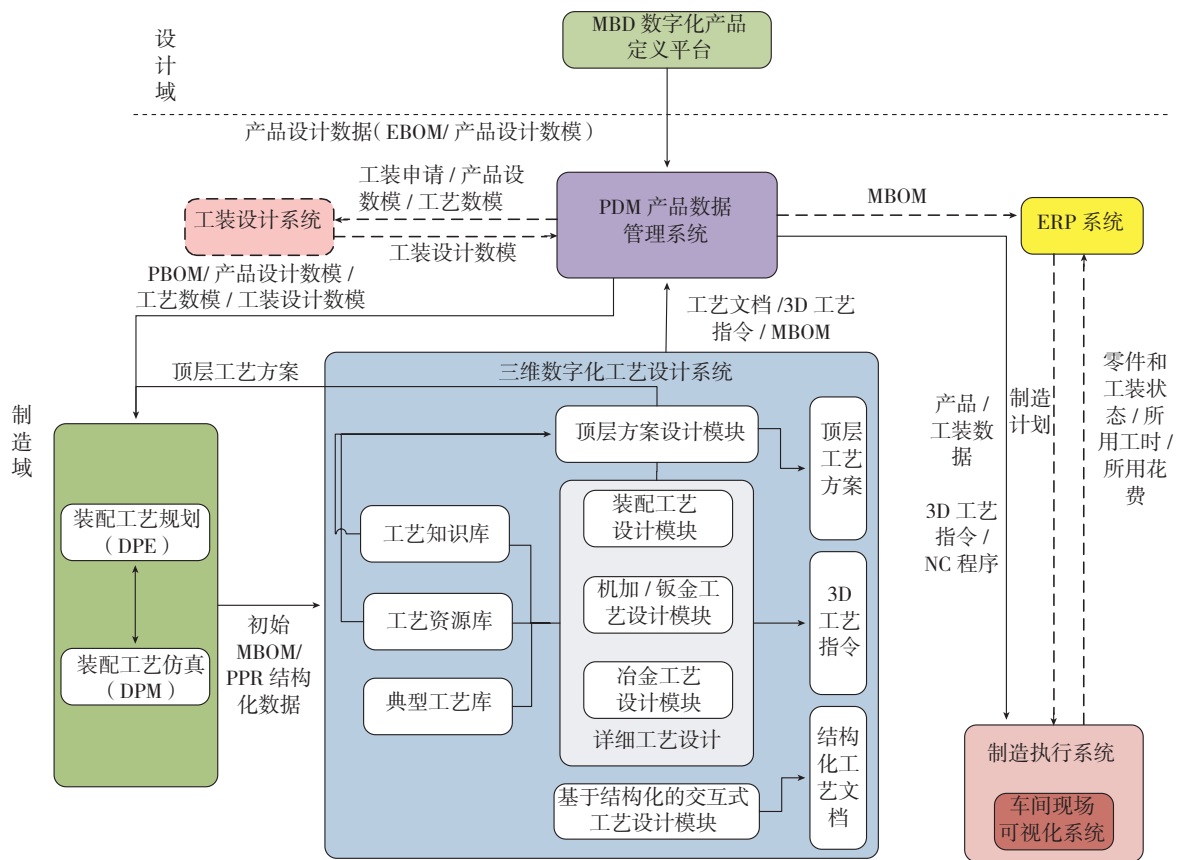 设
计
域
MBD 数字化产品
定义平台
产品设计数据( EBOM/ 产品设计数模 )
工装申请 / 产品设
数模 / 工艺数模
工装设计系统
工装设计数模
PDM 产品数据
管理系统
MBOM
ERP 系统
PBOM/ 产品设计数模 /
工艺数模 / 工装设计数模
工艺文档 /3D 工艺
指令 / MBOM
顶层工艺方案
三维数字化工艺设计系统
制
造
域
装配工艺规划
( DPE )
装配工艺仿真
( DPM )
初始
MBOM/
PPR 结构
化数据
工艺知识库
工艺资源库
典型工艺库
顶层方案设计模块
装配工艺
设计模块
机加 / 钣金工
艺设计模块
冶金工艺
设计模块
详细工艺设计
基于结构化的交互式
工艺设计模块
顶
层
工
艺
方
案
3D
工艺
指令
结构
化工
艺文
档
产品 /
工装数
据
3D 工艺
指令 /
NC 程序
制造
计划
零件和
工装状
态 / 所
用工时 /
所用花
费
制造执行系统
车间现场
可视化系统